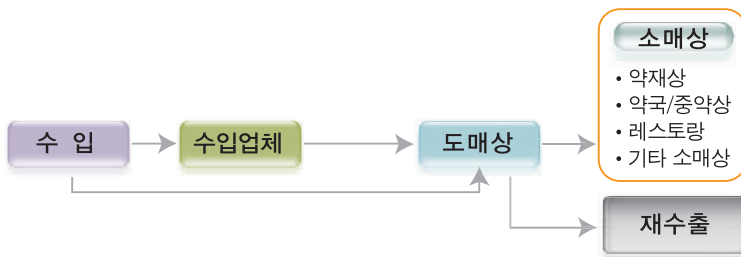 소매상
• 약재상
• 약국/중약상
• 레스토랑
• 기타 소매상
수 입
수입업체
도매상
재수출